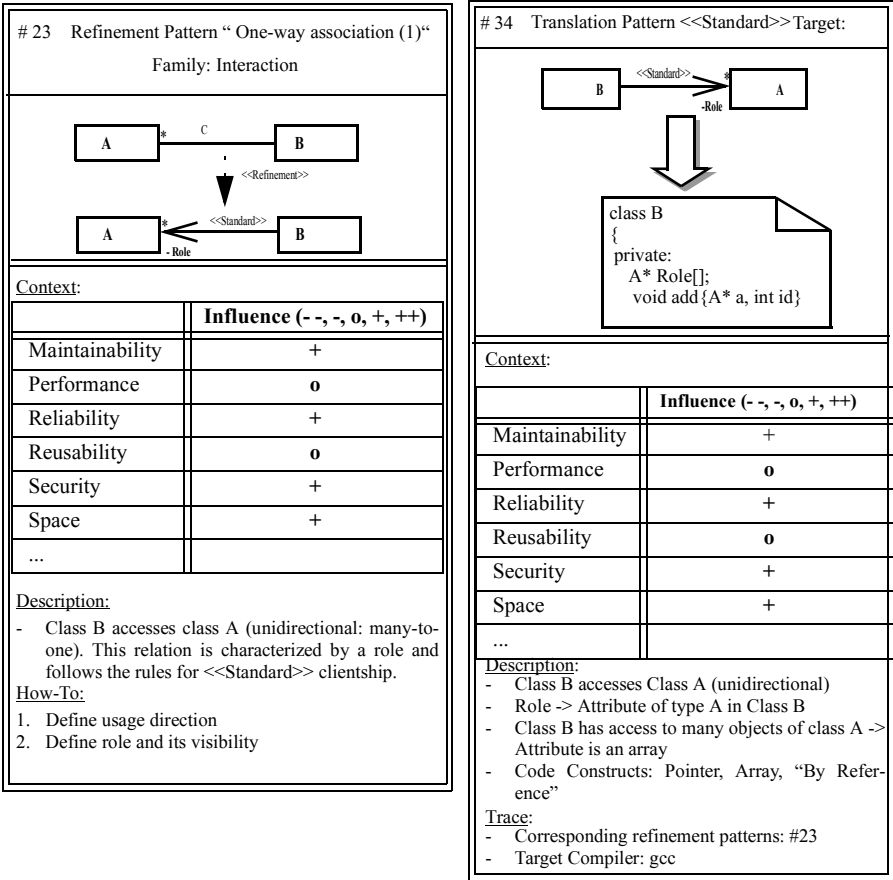 # 23 Refinement Pattern “ One-way association (1)“
Family: Interaction
A
*
C
B
<<Refinement>>
A
*
<<Standard>>
B
- Role
Context:
Influence (- -, -, o, +, ++)
Maintainability +
Performance o
Reliability +
Reusability o
Security +
Space +
...
Description:
- Class B accesses class A (unidirectional: many-to-
one). This relation is characterized by a role and
follows the rules for <<Standard>> clientship.
How-To:
1. Define usage direction
2. Define role and its visibility
# 34 Translation Pattern <<Standard>> Target:
B
<<Standard>>
*
A
-Role
class B
{
private:
A* Role[];
void add{A* a, int id}
Context:
Influence (- -, -, o, +, ++)
Maintainability +
Performance o
Reliability +
Reusability o
Security +
Space +
...
Description:
- Class B accesses Class A (unidirectional)
- Role -> Attribute of type A in Class B
- Class B has access to many objects of class A ->
Attribute is an array
- Code Constructs: Pointer, Array, “By Refer-
ence”
Trace:
- Corresponding refinement patterns: #23
- Target Compiler: gcc